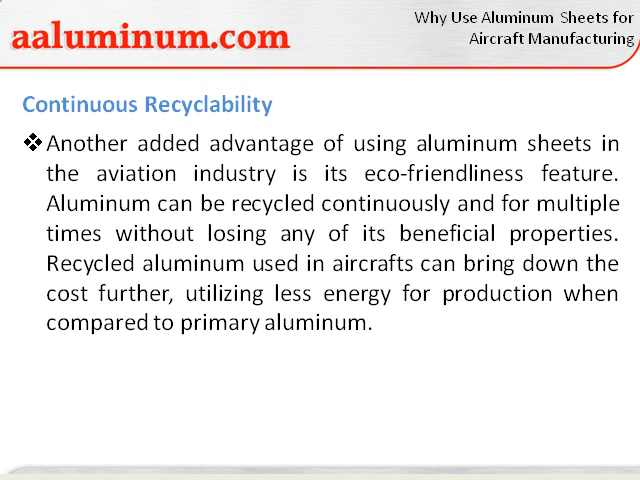 aaluminum.com
Why Use Aluminum Sheets for
Aircraft Manufacturing
Continuous Recyclability
❖Another added advantage of using aluminum sheets in
the aviation industry is its eco-friendliness feature.
Aluminum can be recycled continuously and for multiple
times without losing any of its beneficial properties.
Recycled aluminum used in aircrafts can bring down the
cost further, utilizing less energy for production when
compared to primary aluminum.